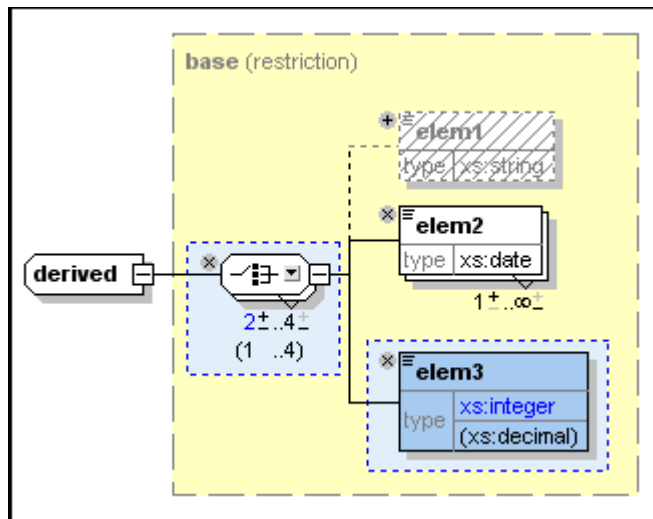 base (restriction)
elem1
type xs:string
elem2
type xs:date
1 ± ..∞ ±
derived
2 ± ..4 ±
(1 ..4)
elem3
type xs:integer
(xs:decimal)